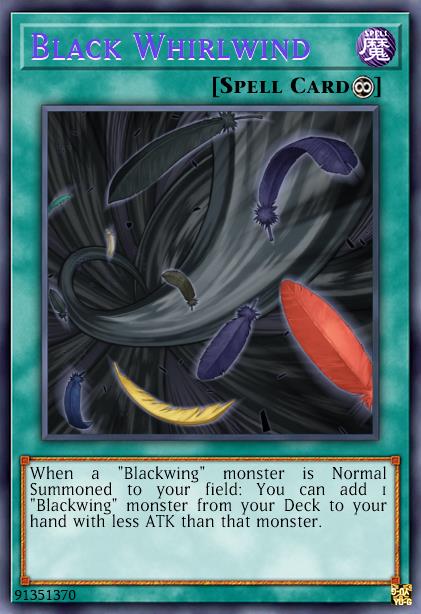 Black Whirlwind
SPELL
魔
[Spell Card]
When a "Blackwing" monster is Normal
Summoned to your field: You can add 1
"Blackwing" monster from your Deck to your
hand with less ATK than that monster.
91351370